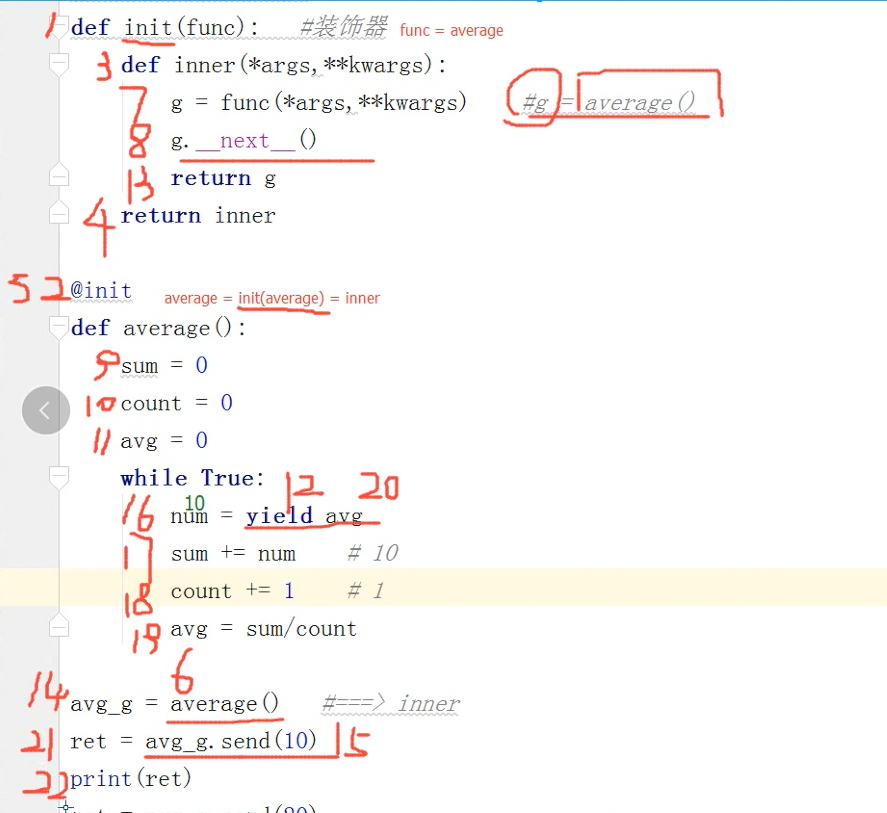 1 def init(func): #装饰器 func = average
3 def inner(*args,**kwargs):
7 g = func(*args,**kwargs) #g = average()
8 g.__next__()
13 return g
4 return inner
5 2 @init average = init(average) = inner
def average():
9 sum = 0
10 count = 0
11 avg = 0
while True: 12 20
16 num = yield avg 10
17 sum += num # 10
18 count += 1 # 1
19 avg = sum/count
6
14 avg_g = average() #===> inner
21 ret = avg_g.send(10) 15
22 print(ret)